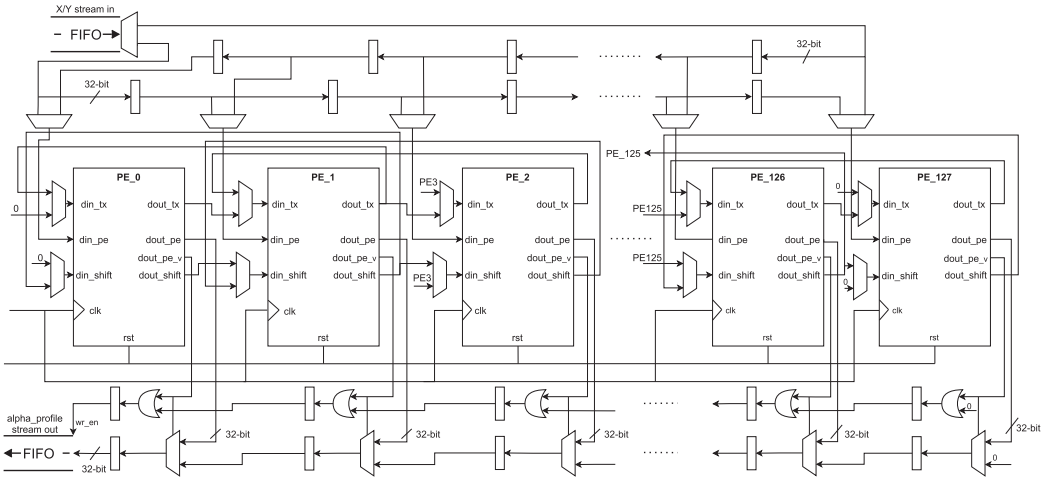 X/Y stream in
FIFO
32-bit
32-bit
PE_125
PE_0
din_tx
dout_tx
0
din_pe
dout_pe
dout_pe_v
0
din_shift
dout_shift
clk
rst
PE_1
din_tx
dout_tx
din_pe
dout_pe
dout_pe_v
din_shift
dout_shift
clk
rst
PE_2
PE3
din_tx
dout_tx
din_pe
dout_pe
dout_pe_v
din_shift
dout_shift
PE3
clk
rst
PE_126
PE125
din_tx
dout_tx
din_pe
dout_pe
dout_pe_v
PE125
din_shift
dout_shift
clk
rst
PE_127
0
din_tx
dout_tx
din_pe
dout_pe
dout_pe_v
din_shift
dout_shift
0
clk
rst
alpha_profile
stream out
wr_en
FIFO
32-bit
32-bit
32-bit
32-bit
32-bit
0
32-bit
0